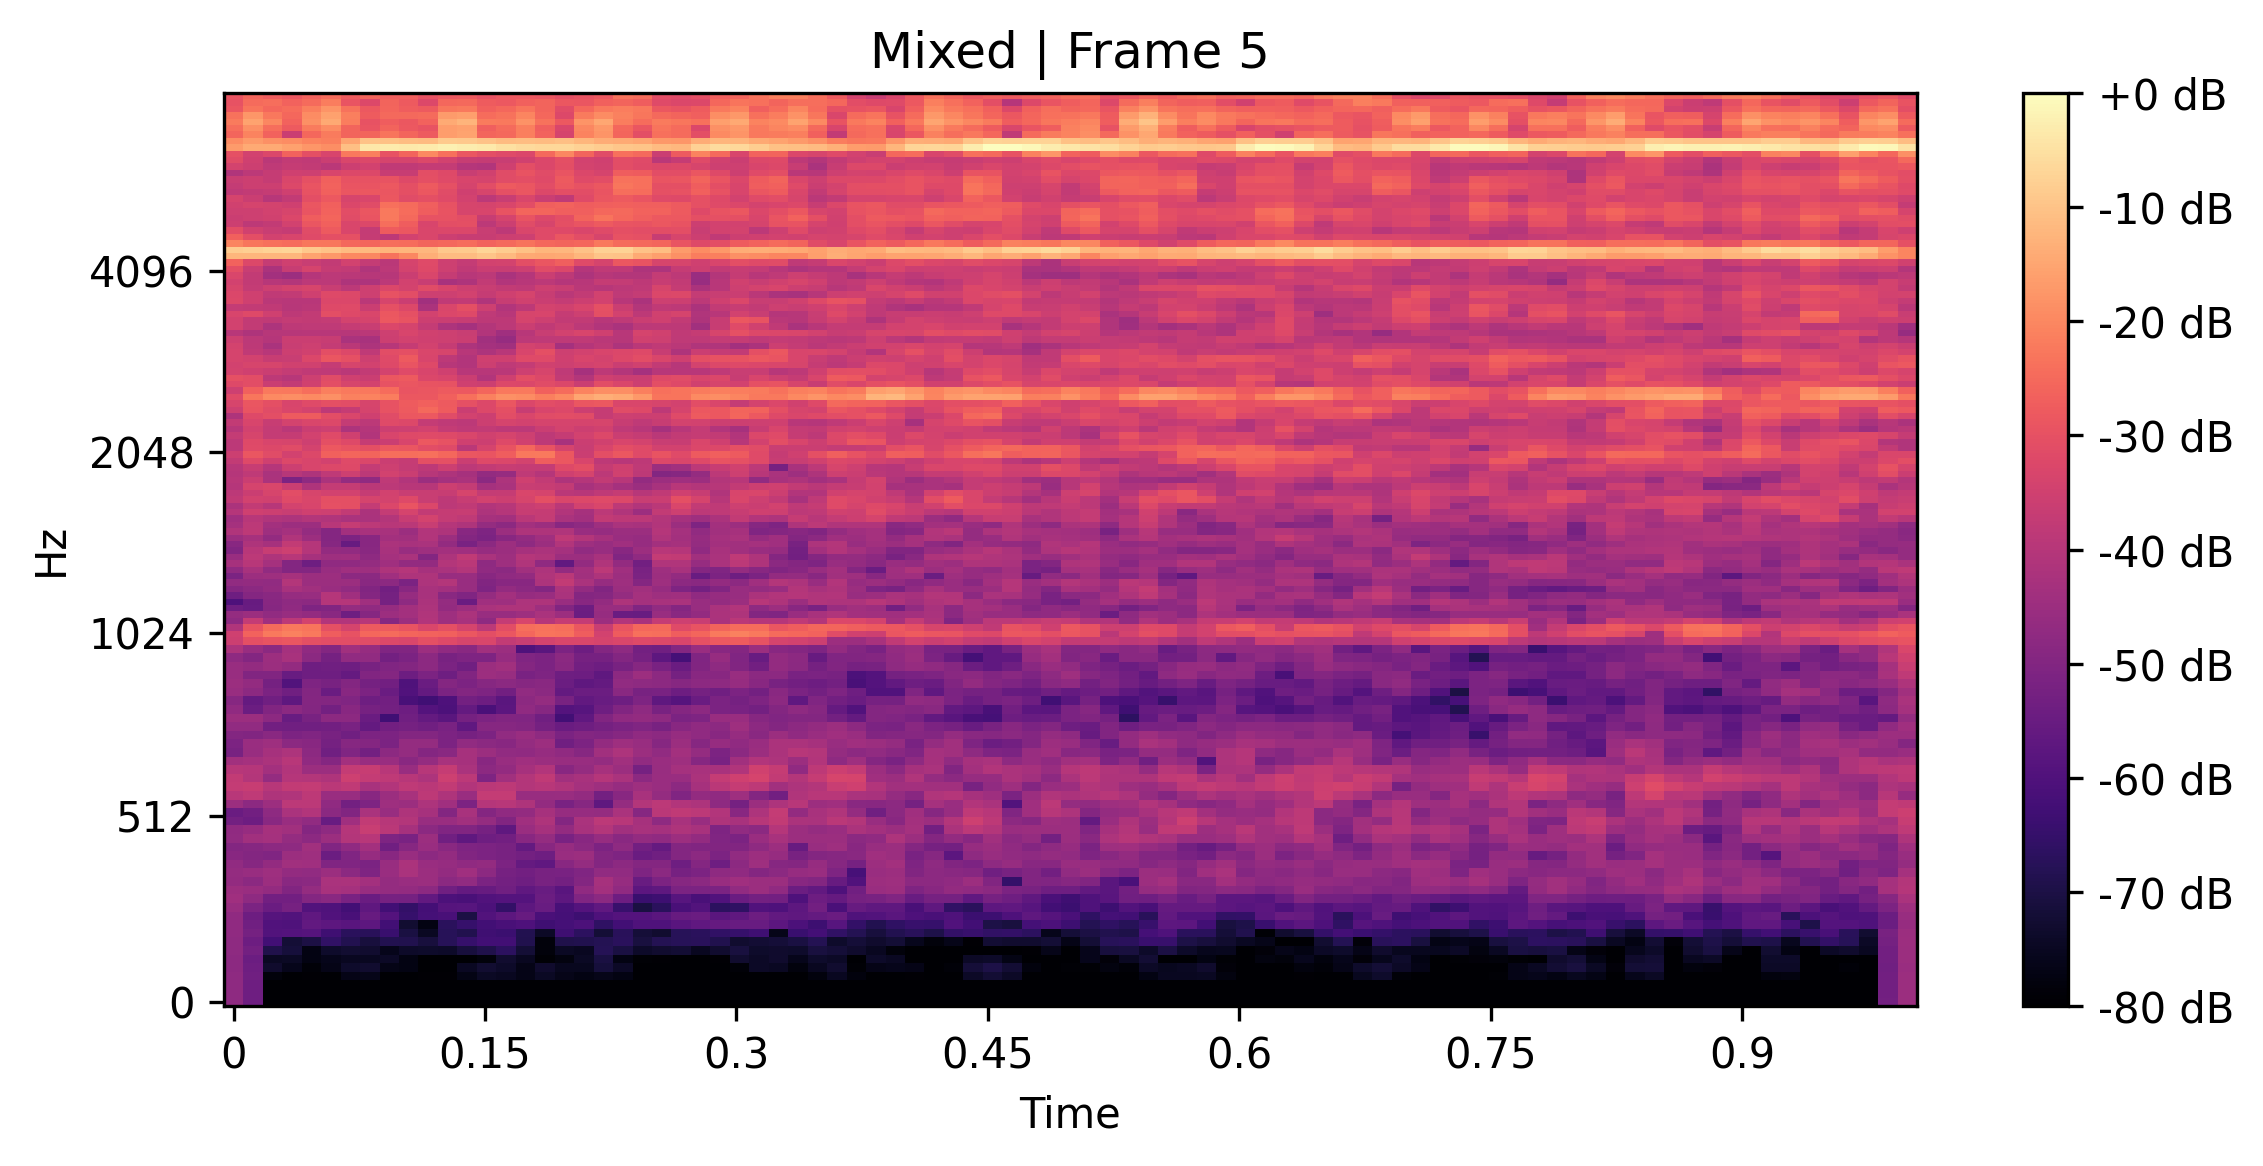 Mixed | Frame 5
+0 dB
-10 dB
-20 dB
-30 dB
-40 dB
-50 dB
-60 dB
-70 dB
-80 dB
Hz
4096
2048
1024
512
0
0 0.15 0.3 0.45 0.6 0.75 0.9
Time